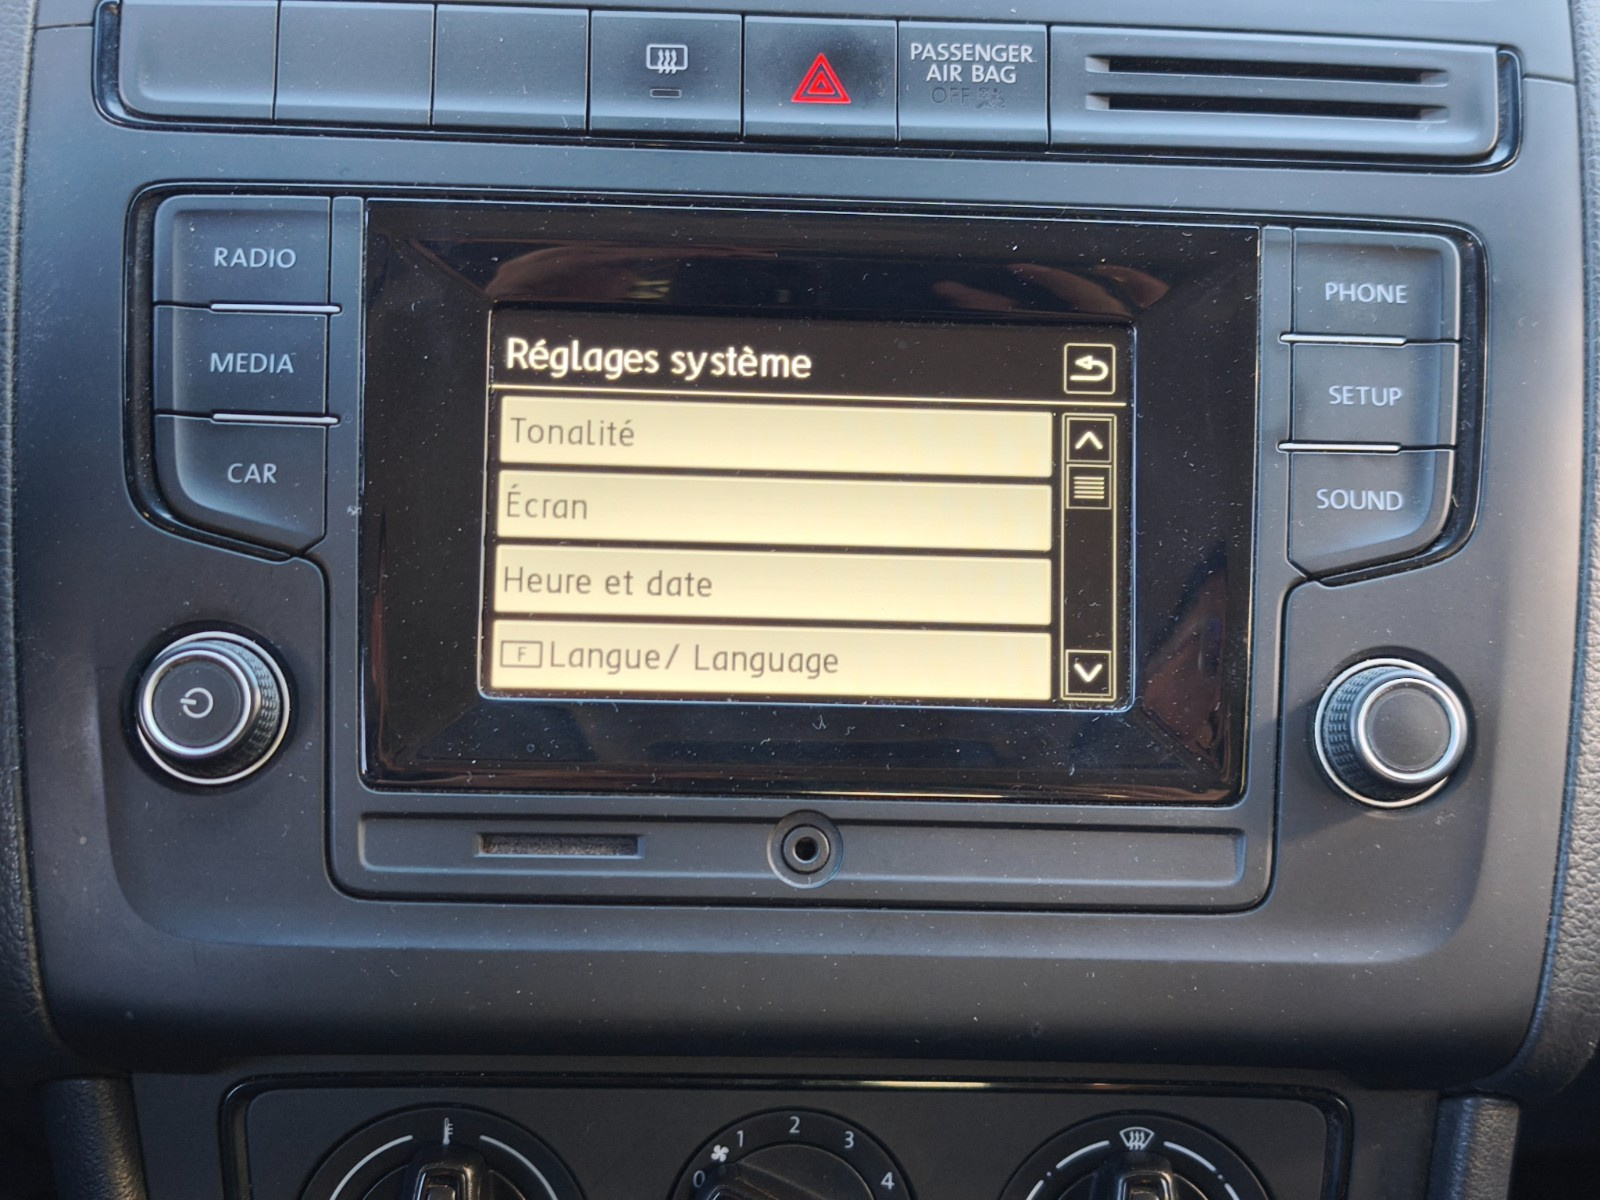 PASSENGER
AIR BAG
OFF
RADIO
MEDIA
CAR
PHONE
SETUP
SOUND
Réglages système
Tonalité
Écran
Heure et date
F Langue/ Language
0 1 2 3 4